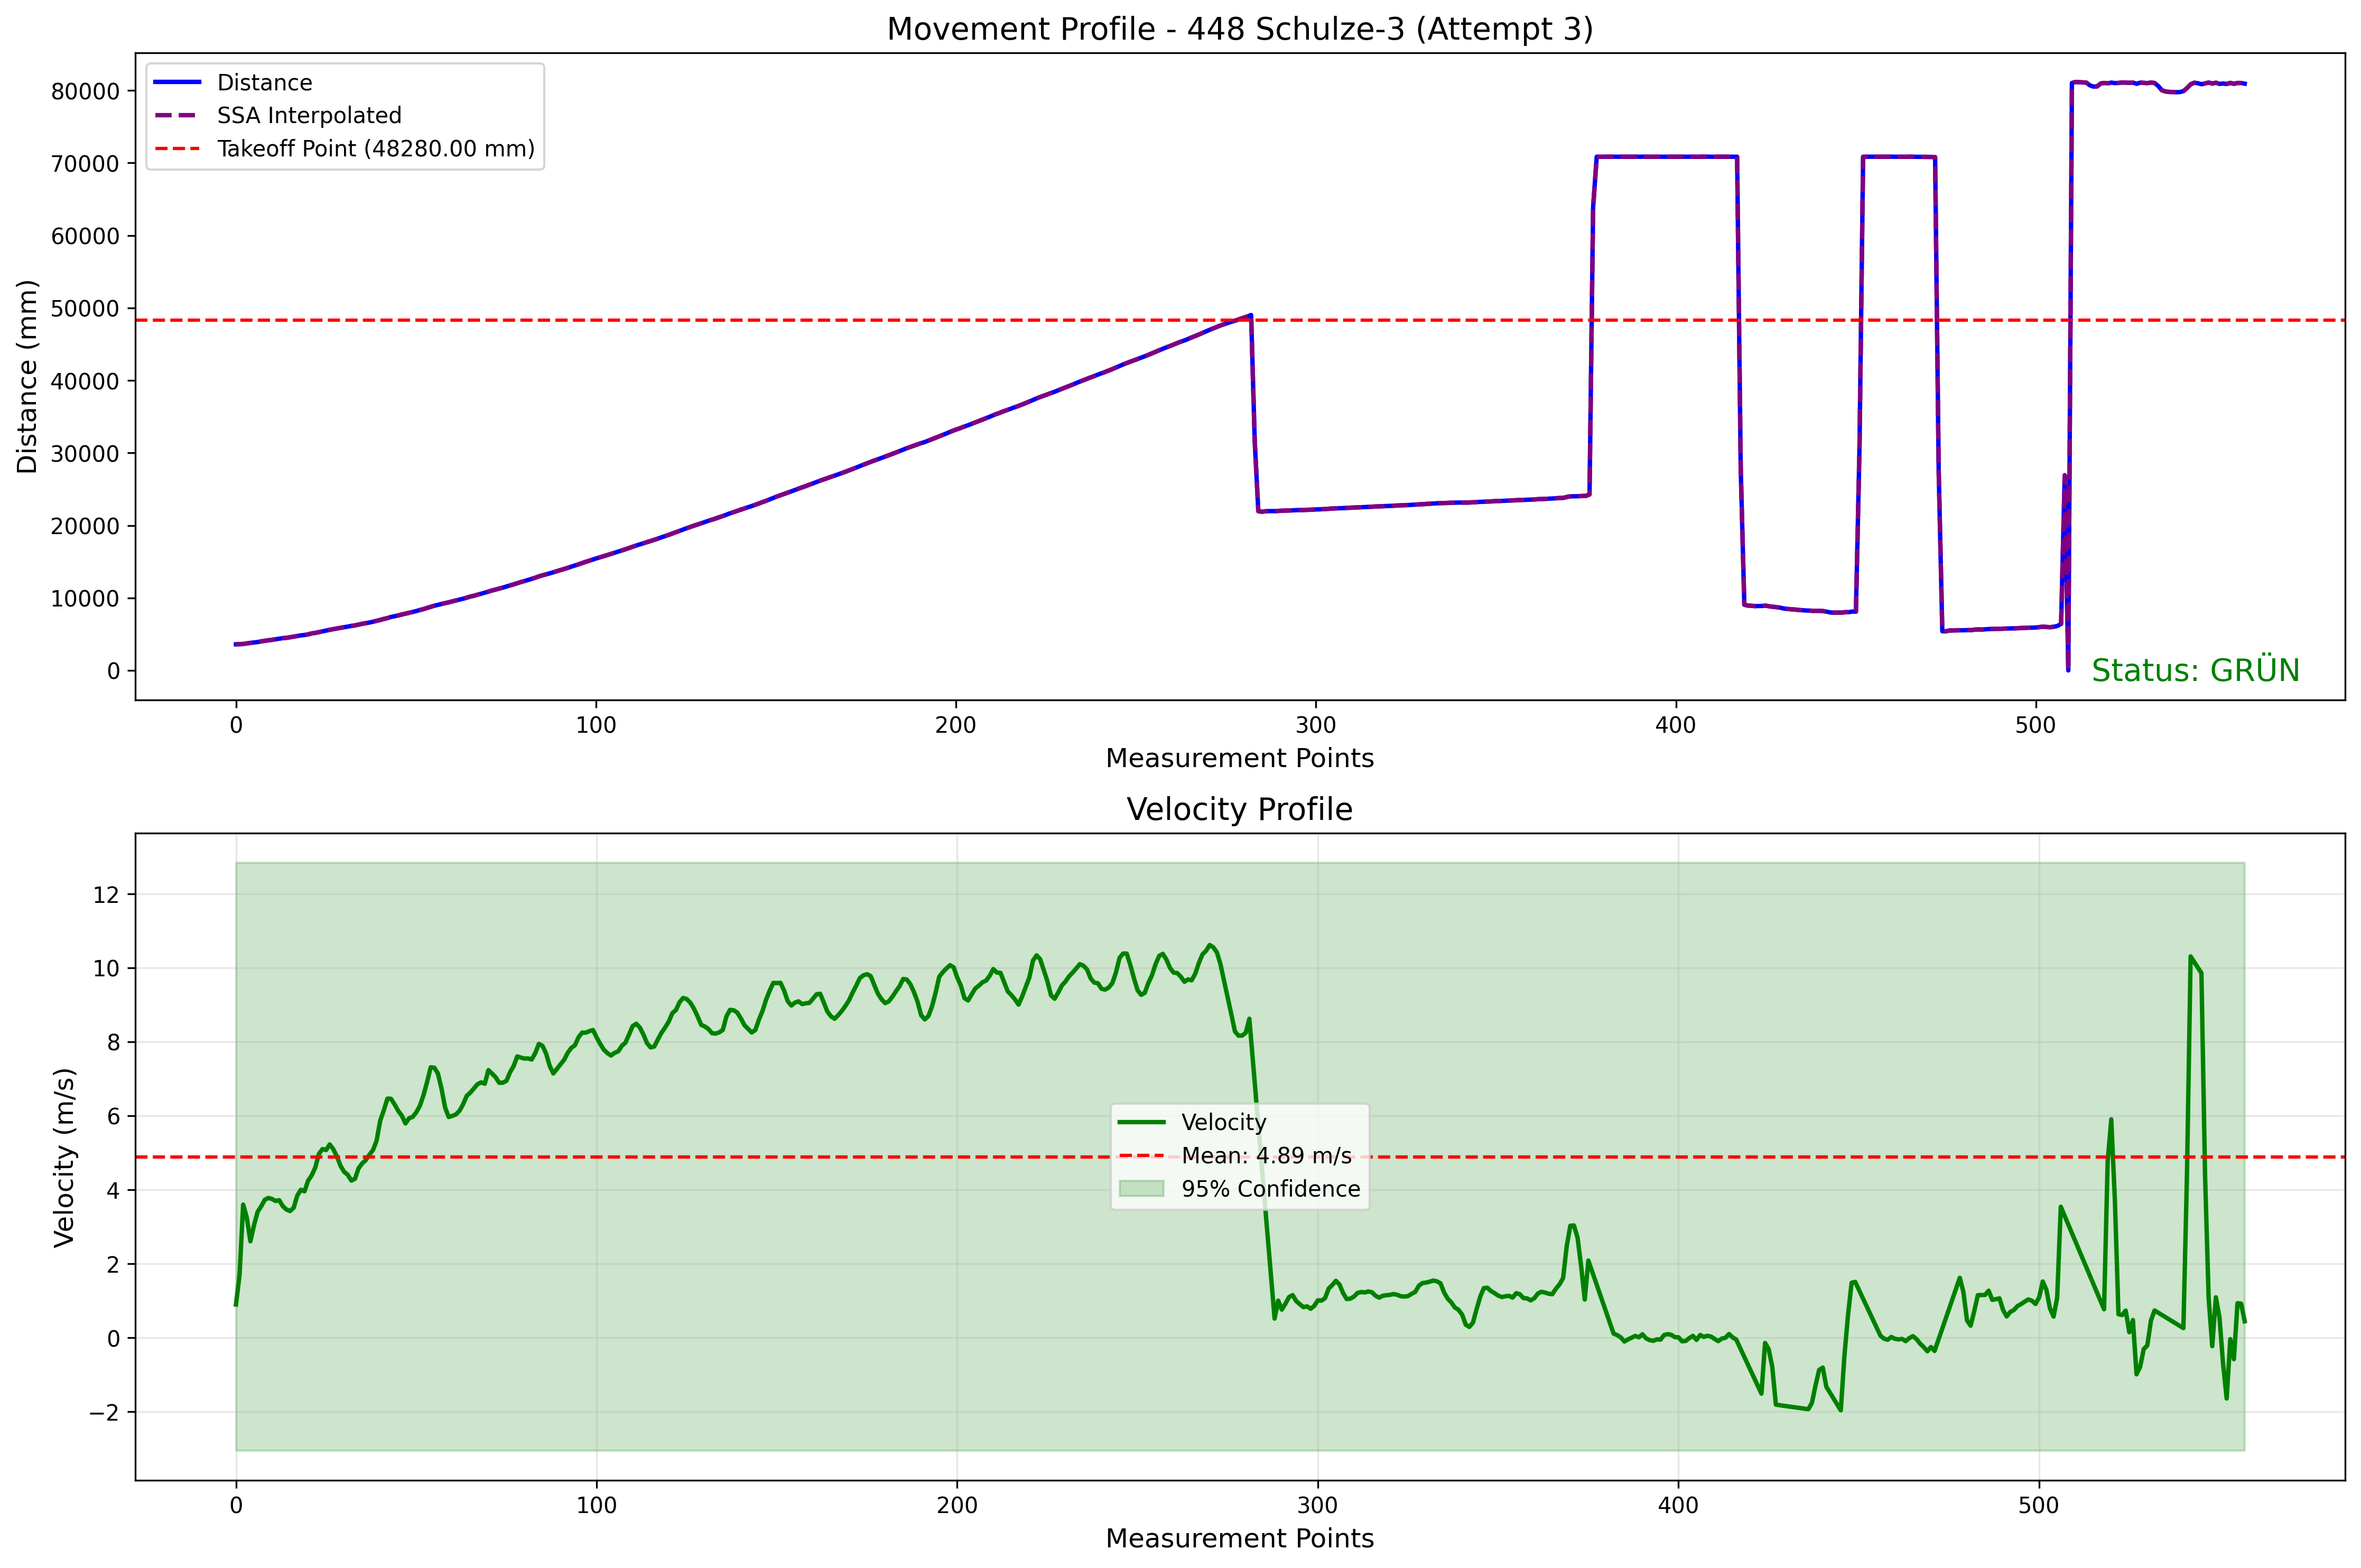 Movement Profile - 448 Schulze-3 (Attempt 3)
Distance
SSA Interpolated
Takeoff Point (48280.00 mm)
Distance (mm)
80000
70000
60000
50000
40000
30000
20000
10000
0
Status: GRÜN
0 100 200 300 400 500
Measurement Points
Velocity Profile
Velocity (m/s)
12
10
8
6
4
2
0
−2
Velocity
Mean: 4.89 m/s
95% Confidence
0 100 200 300 400 500
Measurement Points